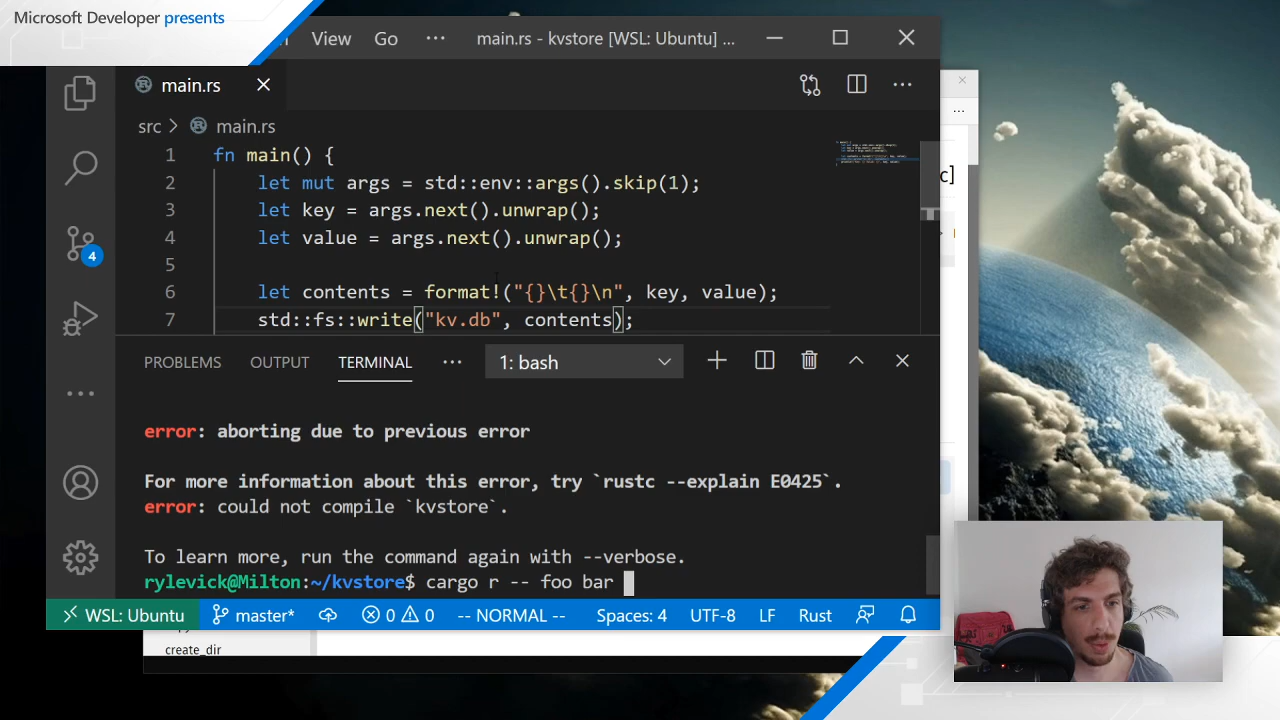 Microsoft Developer presents
View Go ··· main.rs - kvstore [WSL: Ubuntu] ...
main.rs
src > main.rs
1 fn main() {
2 let mut args = std::env::args().skip(1);
3 let key = args.next().unwrap();
4 let value = args.next().unwrap();
5
6 let contents = format!("{}\t{}\n", key, value);
7 std::fs::write("kv.db", contents);
4
PROBLEMS OUTPUT TERMINAL ··· 1: bash
error: aborting due to previous error
For more information about this error, try `rustc --explain E0425`.
error: could not compile `kvstore`.
To learn more, run the command again with --verbose.
rylevick@Milton:~/kvstore$ cargo r -- foo bar
WSL: Ubuntu master* 0 0 -- NORMAL -- Spaces: 4 UTF-8 LF Rust
create_dir